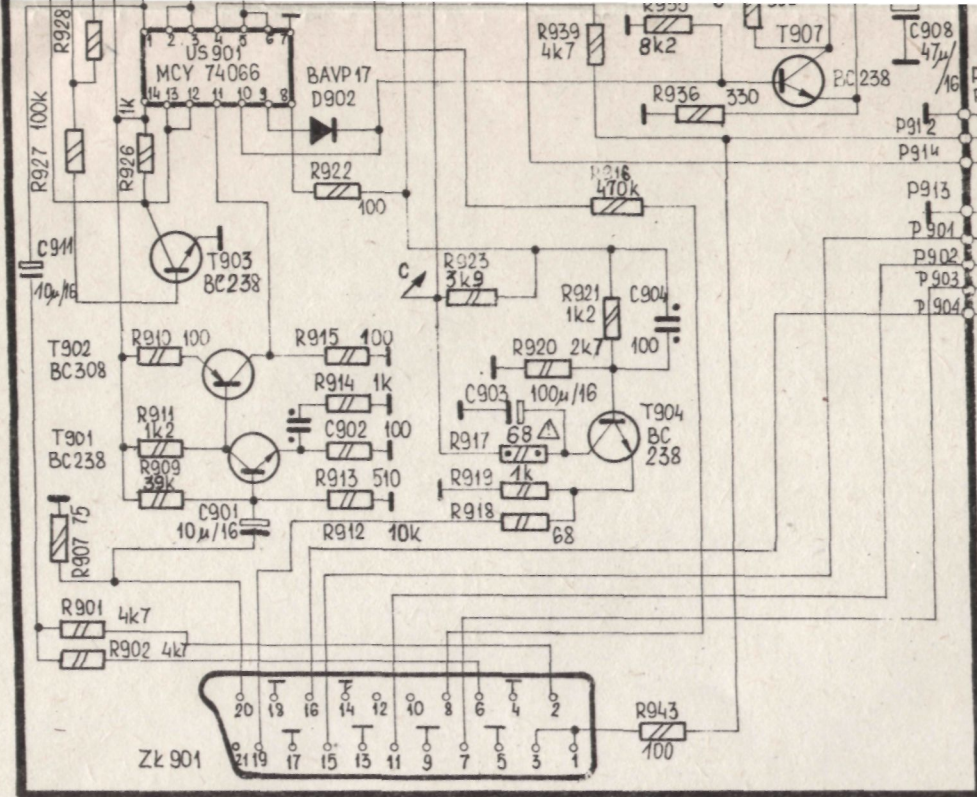 R928
1 2 3 4 5 6 7
US901
MCY 74066
14 13 12 11 10 9 8
BAVP17
D902
R939
4k7
8k2
T907
BC238
C908
47µ/
16
R936 330
100k
R927
1k
R926
R922
100
P912
P914
R916
470k
P913
P901
P902
P903
P904
C911
10µ/16
T903
BC238
C
R923
3k9
R921
1k2
C904
100
T902
BC308
R910 100
R915 100
R914 1k
R920 2k7
C903 100µ/16
T901
BC238
R911
1k2
C902 100
R917 68
T904
BC
238
R909
39k
R913 510
R919 1k
R918
68
C901
10µ/16
R912 10k
75
R907
R901 4k7
R902 4k7
20 18 16 14 12 10 8 6 4 2
R943
100
Zk 901
21 19 17 15 13 11 9 7 5 3 1